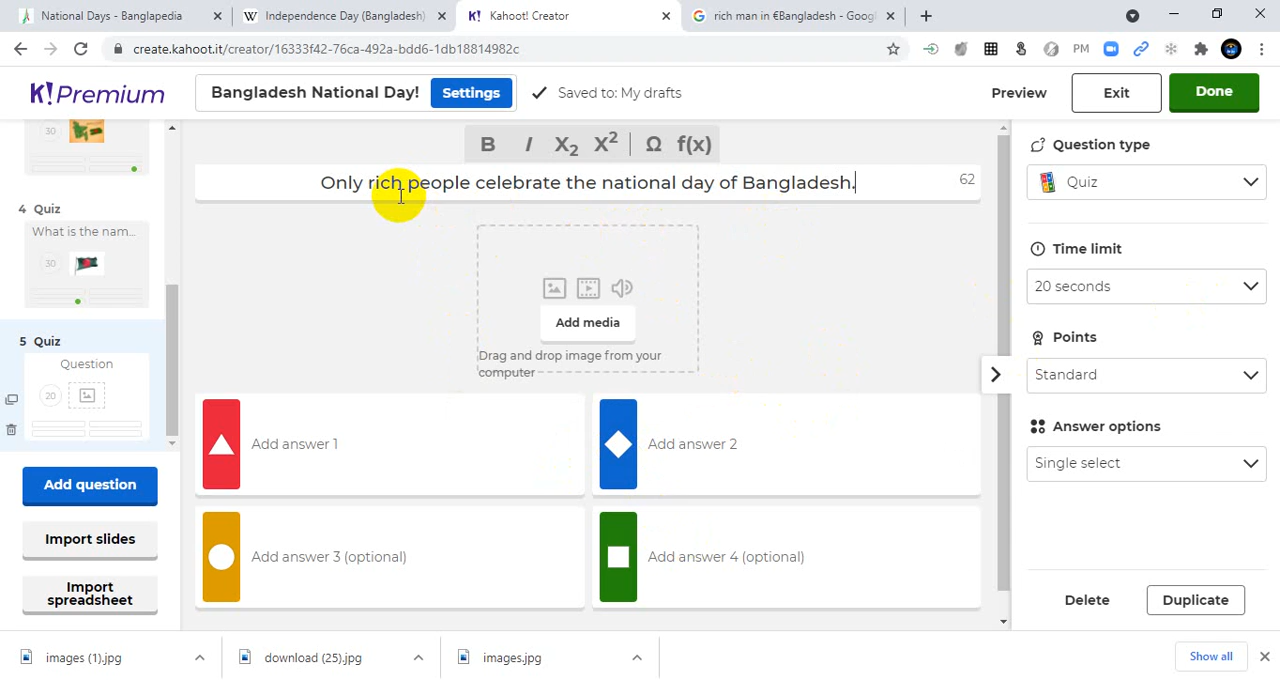 National Days - Banglapedia
Independence Day (Bangladesh)
Kahoot! Creator
rich man in €Bangladesh - Googl
create.kahoot.it/creator/16333f42-76ca-492a-bdd6-1db18814982c
PM
K!Premium
Bangladesh National Day!
Settings
Saved to: My drafts
Preview
Exit
Done
B I X2 X2 Ω f(x)
Only rich people celebrate the national day of Bangladesh.
62
30
4 Quiz
What is the nam...
30
5 Quiz
Question
20
Add question
Import slides
Import
spreadsheet
Add media
Drag and drop image from your
computer
Add answer 1
Add answer 2
Add answer 3 (optional)
Add answer 4 (optional)
Question type
Quiz
Time limit
20 seconds
Points
Standard
Answer options
Single select
Delete
Duplicate
images (1).jpg
download (25).jpg
images.jpg
Show all